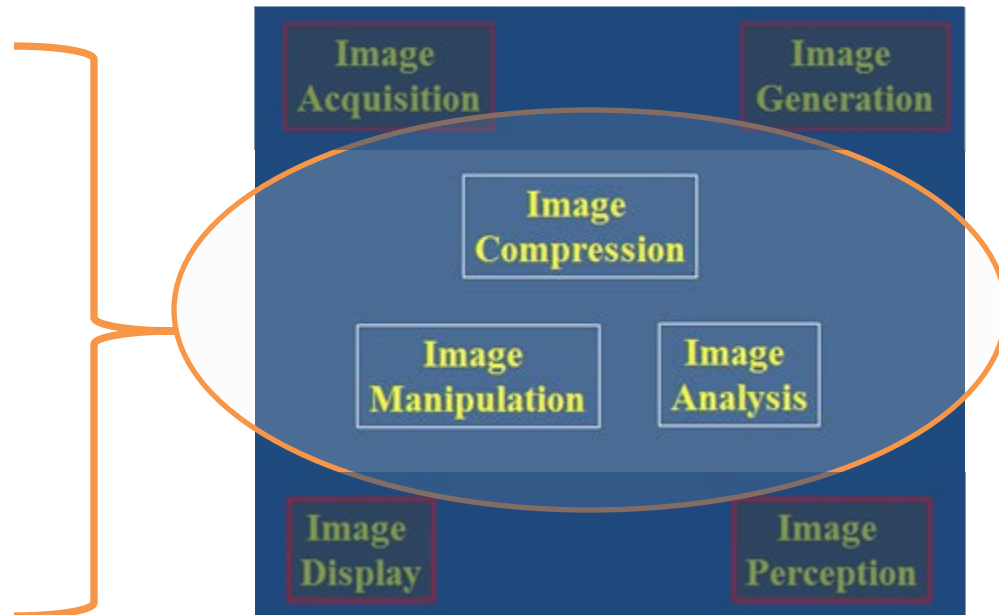 Image
Acquisition
Image
Generation
Image
Compression
Image
Manipulation
Image
Analysis
Image
Display
Image
Perception